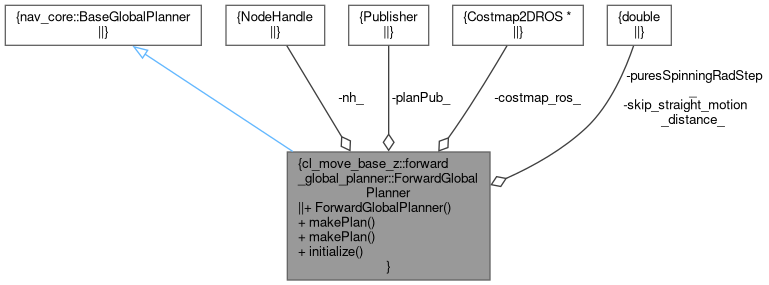 {nav_core::BaseGlobalPlanner
||}
{NodeHandle
||}
{Publisher
||}
{Costmap2DROS *
||}
{double
||}
-nh_
-planPub_
-costmap_ros_
-puresSpinningRadStep
_
-skip_straight_motion
_distance_
{cl_move_base_z::forward
_global_planner::ForwardGlobal
Planner
||+ ForwardGlobalPlanner()
+ makePlan()
+ makePlan()
+ initialize()
}